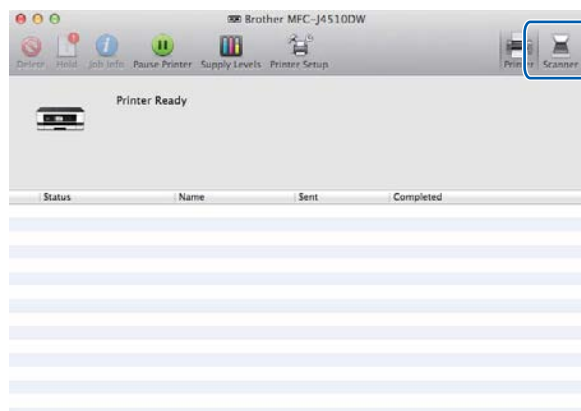 Brother MFC-J4510DW
Delete Hold Job Info Pause Printer Supply Levels Printer Setup Printer Scanner
Printer Ready
Status Name Sent Completed